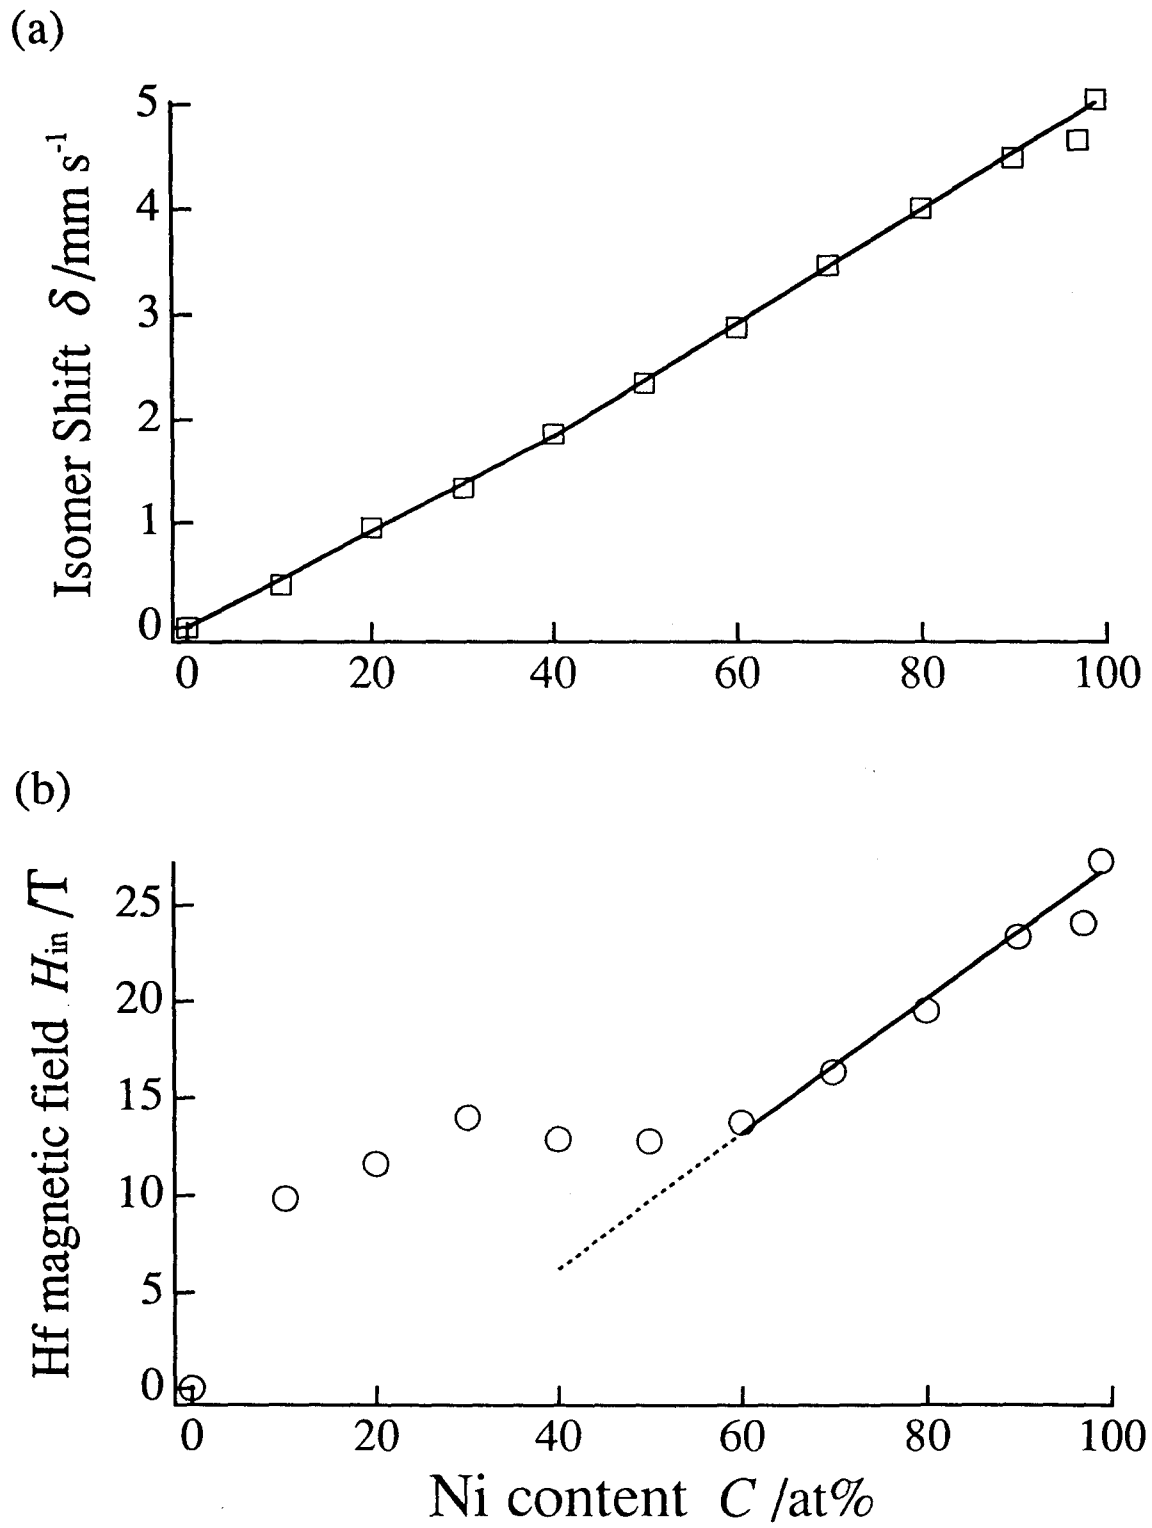 (a)
Isomer Shift δ /mm s⁻¹
5
4
3
2
1
0
0 20 40 60 80 100
(b)
Hf magnetic field Hin /T
25
20
15
10
5
0
0 20 40 60 80 100
Ni content C /at%